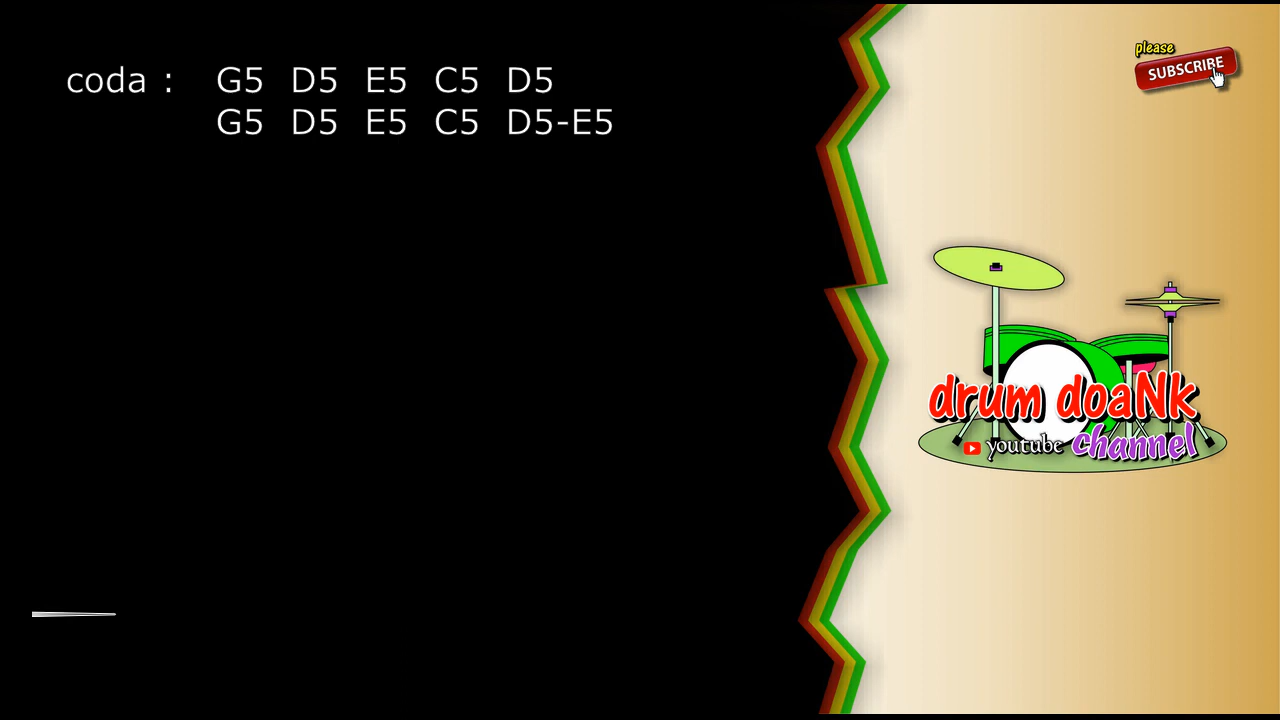 coda : G5 D5 E5 C5 D5
G5 D5 E5 C5 D5-E5
please
SUBSCRIBE
drum doaNk
youtube channel